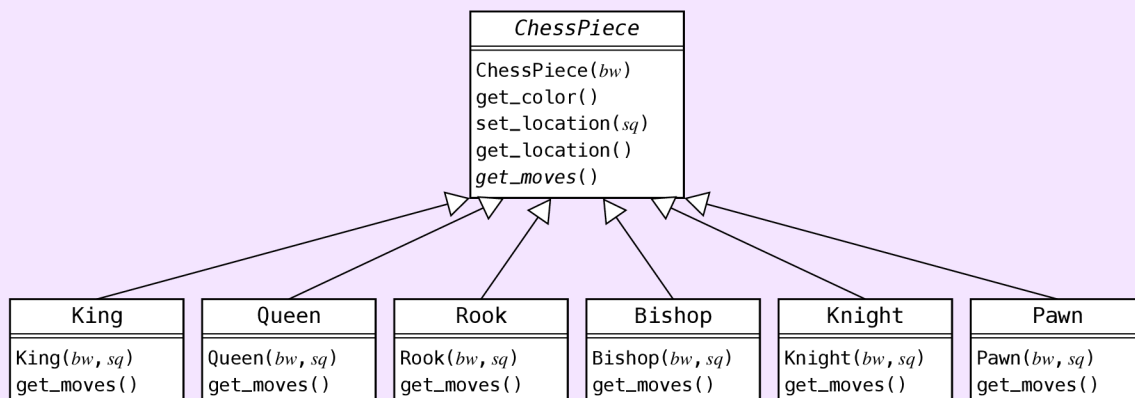 ChessPiece
ChessPiece(bw)
get_color()
set_location(sq)
get_location()
get_moves()
King
King(bw, sq)
get_moves()
Queen
Queen(bw, sq)
get_moves()
Rook
Rook(bw, sq)
get_moves()
Bishop
Bishop(bw, sq)
get_moves()
Knight
Knight(bw, sq)
get_moves()
Pawn
Pawn(bw, sq)
get_moves()